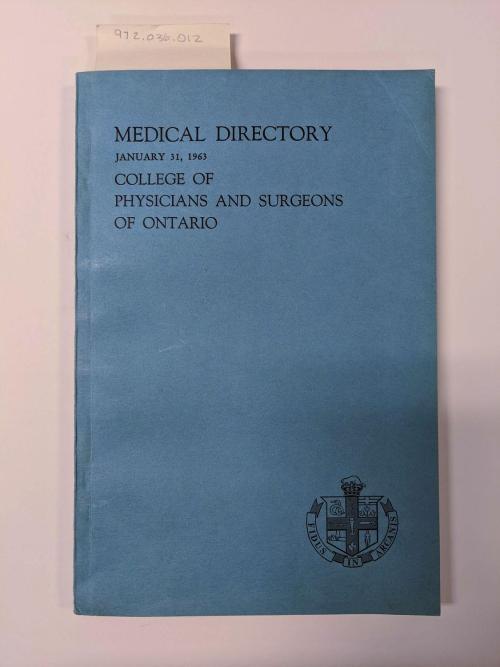 972.036.012
MEDICAL DIRECTORY
JANUARY 31, 1963
COLLEGE OF
PHYSICIANS AND SURGEONS
OF ONTARIO
FIDUS IN ARCANIS